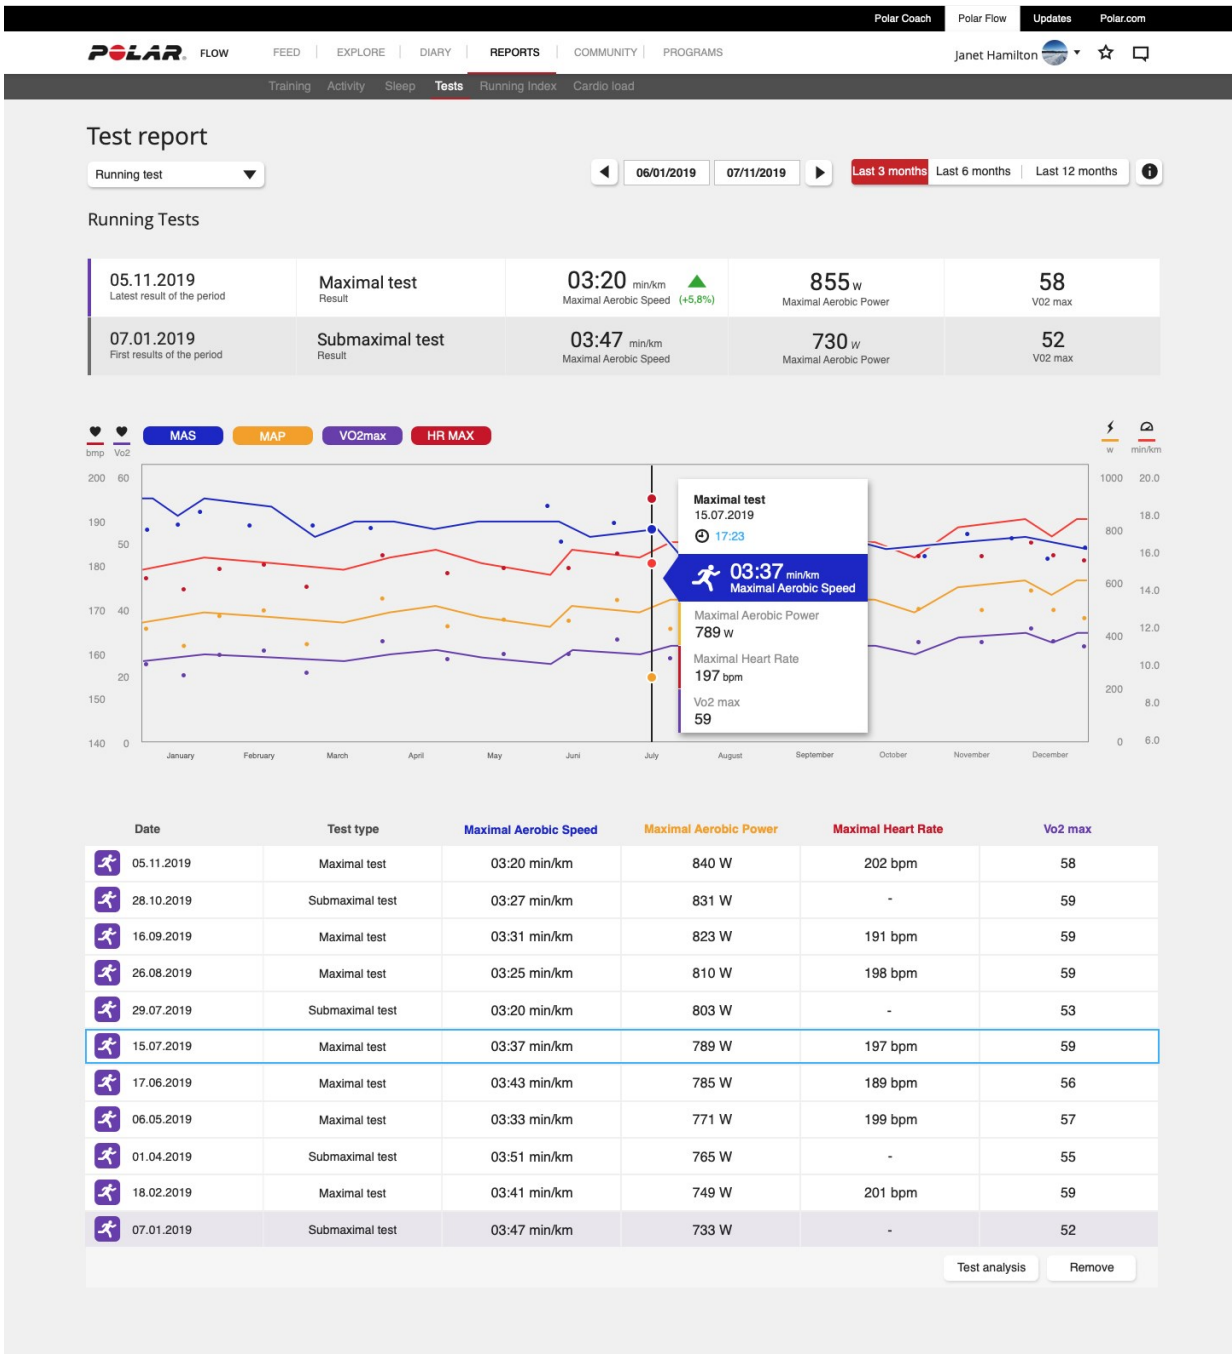 Polar Coach Polar Flow Updates Polar.com
POLAR. FLOW FEED EXPLORE DIARY REPORTS COMMUNITY PROGRAMS Janet Hamilton
Training Activity Sleep Tests Running Index Cardio load
Test report
Running test 06/01/2019 07/11/2019 Last 3 months Last 6 months Last 12 months i
Running Tests
05.11.2019 Maximal test 03:20 min/km 855 w 58
Latest result of the period Result Maximal Aerobic Speed (+5,8%) Maximal Aerobic Power V02 max
07.01.2019 Submaximal test 03:47 min/km 730 w 52
First results of the period Result Maximal Aerobic Speed Maximal Aerobic Power V02 max
MAS MAP VO2max HR MAX
bmp Vo2 w min/km
200 60 1000 20.0
190 18.0
50 800
180 16.0
600 14.0
170 40
12.0
400
160 10.0
20
200
150 8.0
140 0 0 6.0
Maximal test
15.07.2019
17:23
03:37 min/km
Maximal Aerobic Speed
Maximal Aerobic Power
789 w
Maximal Heart Rate
197 bpm
Vo2 max
59
January February March April May Juni July August September October November December
Date Test type Maximal Aerobic Speed Maximal Aerobic Power Maximal Heart Rate Vo2 max
05.11.2019 Maximal test 03:20 min/km 840 W 202 bpm 58
28.10.2019 Submaximal test 03:27 min/km 831 W - 59
16.09.2019 Maximal test 03:31 min/km 823 W 191 bpm 59
26.08.2019 Maximal test 03:25 min/km 810 W 198 bpm 59
29.07.2019 Submaximal test 03:20 min/km 803 W - 53
15.07.2019 Maximal test 03:37 min/km 789 W 197 bpm 59
17.06.2019 Maximal test 03:43 min/km 785 W 189 bpm 56
06.05.2019 Maximal test 03:33 min/km 771 W 199 bpm 57
01.04.2019 Submaximal test 03:51 min/km 765 W - 55
18.02.2019 Maximal test 03:41 min/km 749 W 201 bpm 59
07.01.2019 Submaximal test 03:47 min/km 733 W - 52
Test analysis Remove